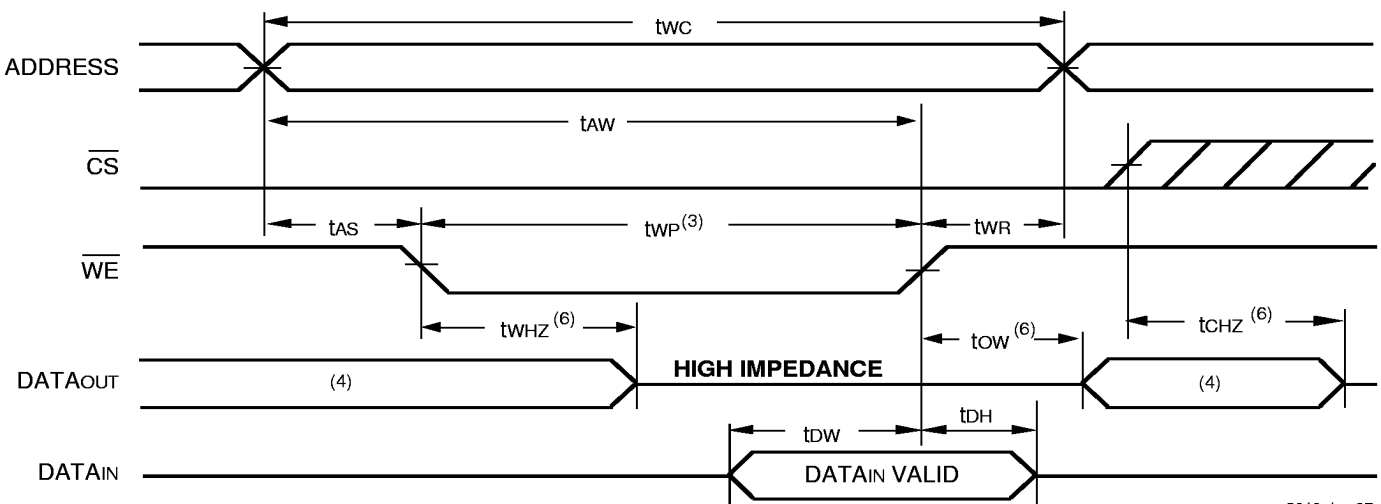 tWC
ADDRESS
tAW
CS
tAS
tWP(3)
tWR
WE
tWHZ (6)
tOW (6)
tCHZ (6)
DATAOUT
(4)
HIGH IMPEDANCE
(4)
tDW
tDH
DATAIN
DATAIN VALID